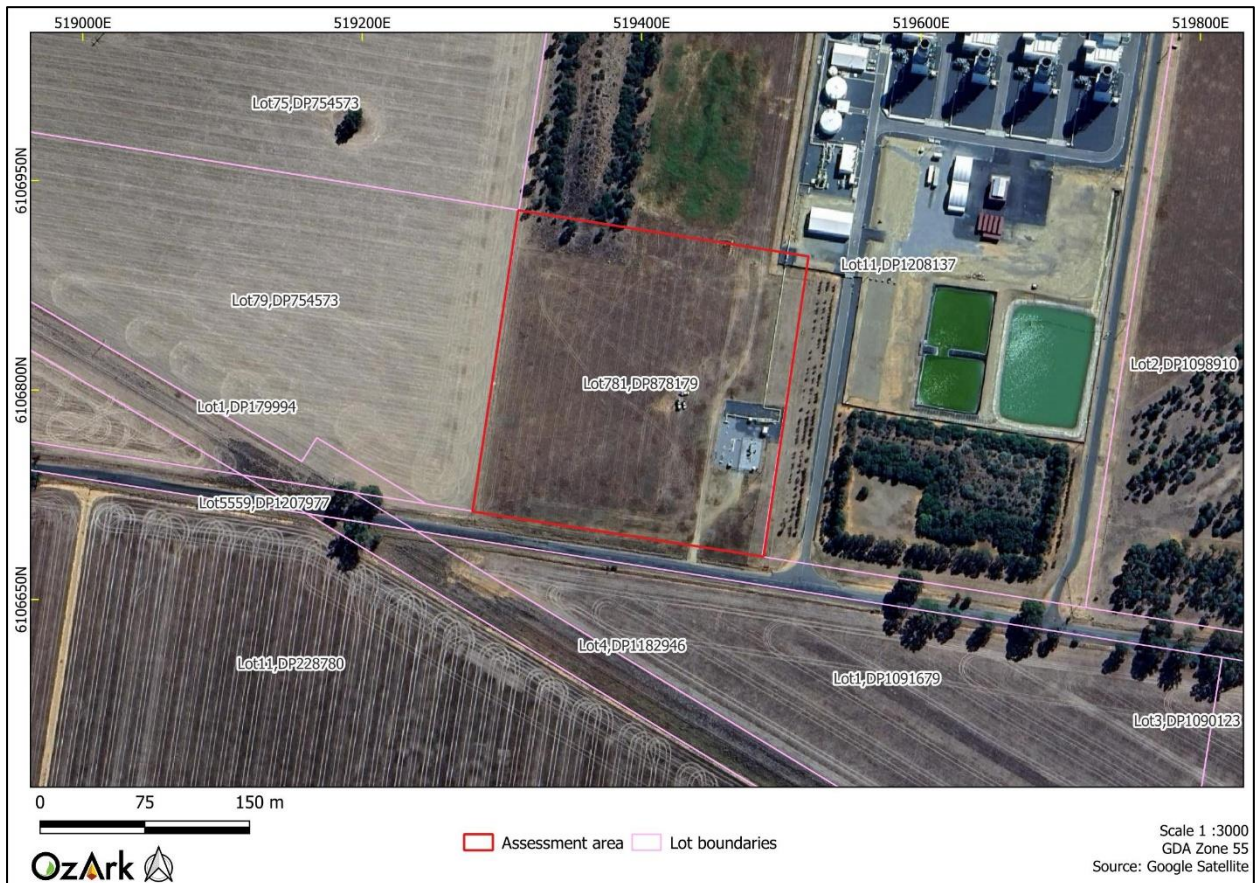 519000E
519200E
519400E
519600E
519800E
6106950N
6106800N
6106650N
Lot75,DP754573
Lot79,DP754573
Lot11,DP1208137
Lot2,DP1098910
Lot781,DP878179
Lot1,DP179994
Lot5559,DP1207977
Lot11,DP228780
Lot4,DP1182946
Lot1,DP1091679
Lot3,DP1090123
0 75 150 m
Assessment area
Lot boundaries
OzArk
Scale 1 :3000
GDA Zone 55
Source: Google Satellite